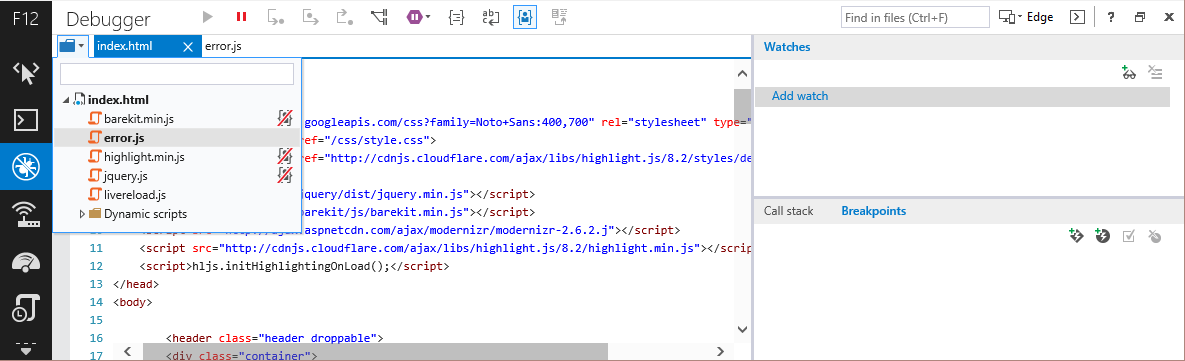 F12
Debugger
Find in files (Ctrl+F)
Edge
?
index.html
error.js
index.html
barekit.min.js
error.js
highlight.min.js
jquery.js
livereload.js
Dynamic scripts
googleapis.com/css?family=Noto+Sans:400,700" rel="stylesheet" type="
ref="/css/style.css">
ref="http://cdnjs.cloudflare.com/ajax/libs/highlight.js/8.2/styles/de
query/dist/jquery.min.js"></script>
arekit/js/barekit.min.js"></script>
aspnetcdn.com/ajax/modernizr/modernizr-2.6.2.j"></script>
11 <script src="http://cdnjs.cloudflare.com/ajax/libs/highlight.js/8.2/highlight.min.js"></script
12 <script>hljs.initHighlightingOnLoad();</script>
13 </head>
14 <body>
15
16 <header class="header droppable">
17 <div class="container">
Watches
Add watch
Call stack
Breakpoints